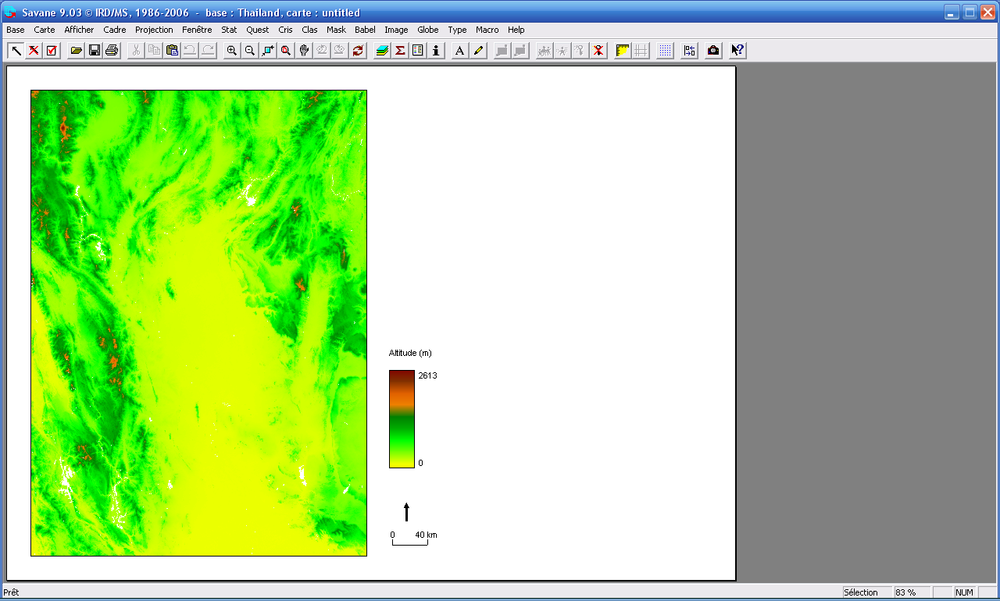 Savane 9.03 © IRD/MS, 1986-2006 - base : Thailand, carte : untitled
Base Carte Afficher Cadre Projection Fenêtre Stat Quest Cris Clas Mask Babel Image Globe Type Macro Help
Altitude (m)
2613
0
0 40 km
Prêt Sélection 83 % NUM